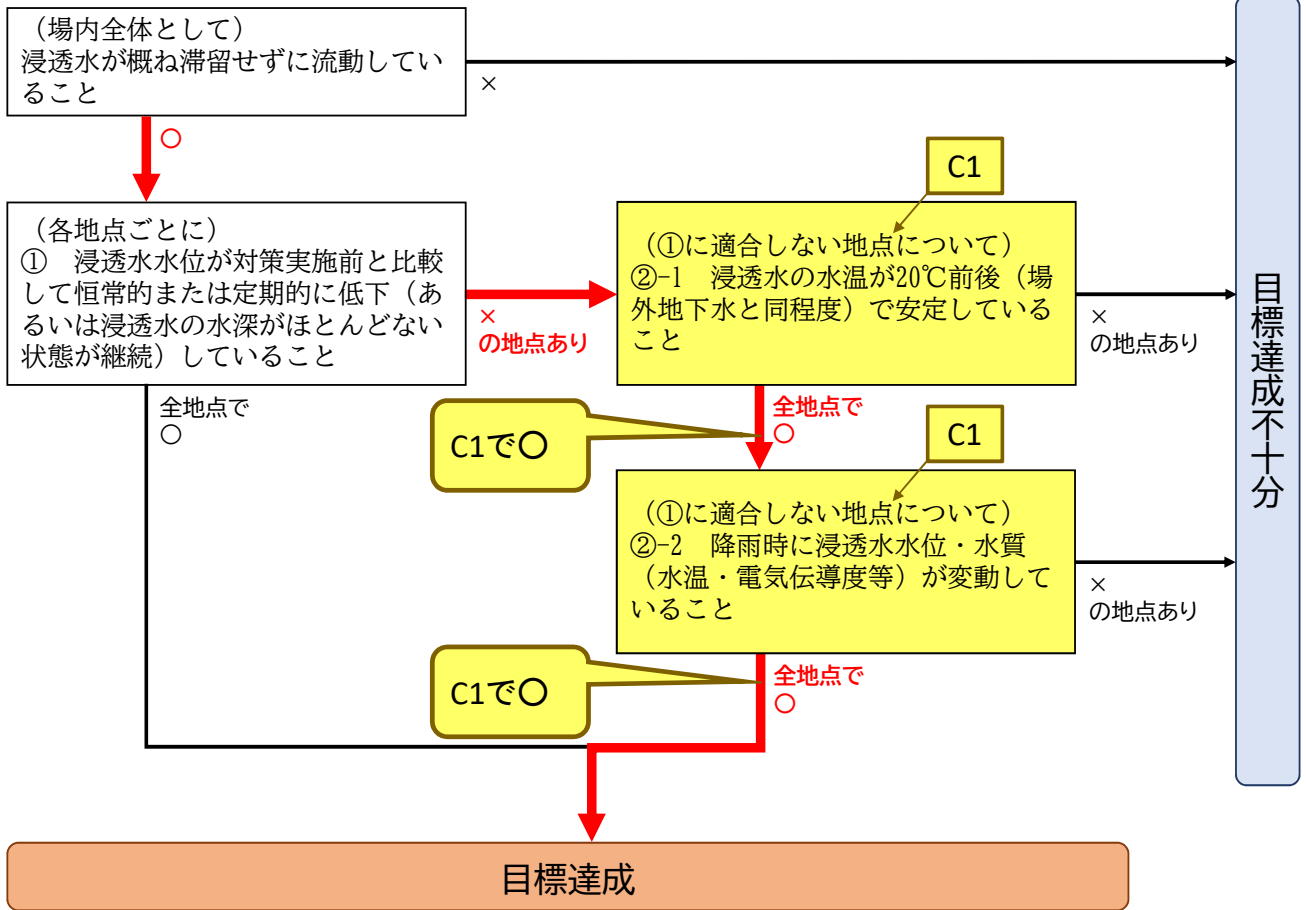 （場内全体として）
浸透水が概ね滞留せずに流動してい
ること
×
〇
C1
（各地点ごとに）
①　浸透水水位が対策実施前と比較
して恒常的または定期的に低下（あ
るいは浸透水の水深がほとんどない
状態が継続）していること
×
の地点あり
（①に適合しない地点について）
②-1　浸透水の水温が20℃前後（場
外地下水と同程度）で安定している
こと
×
の地点あり
全地点で
〇
C1で〇
全地点で
〇
C1
（①に適合しない地点について）
②-2　降雨時に浸透水水位・水質
（水温・電気伝導度等）が変動して
いること
×
の地点あり
C1で〇
全地点で
〇
目標達成不十分
目標達成